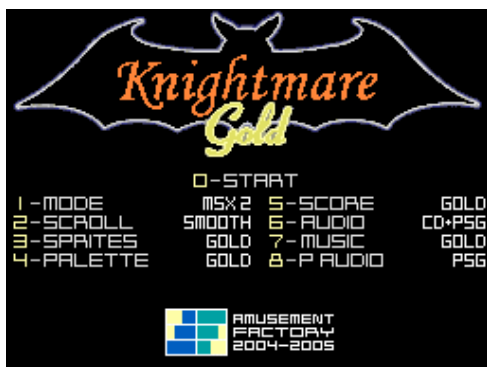 Knightmare
Gold
0-START
1-MODE MSX2 5-SCORE GOLD
2-SCROLL SMOOTH 6-AUDIO CD+PSG
3-SPRITES GOLD 7-MUSIC GOLD
4-PALETTE GOLD 8-P AUDIO PSG
AMUSEMENT
FACTORY
2004-2005